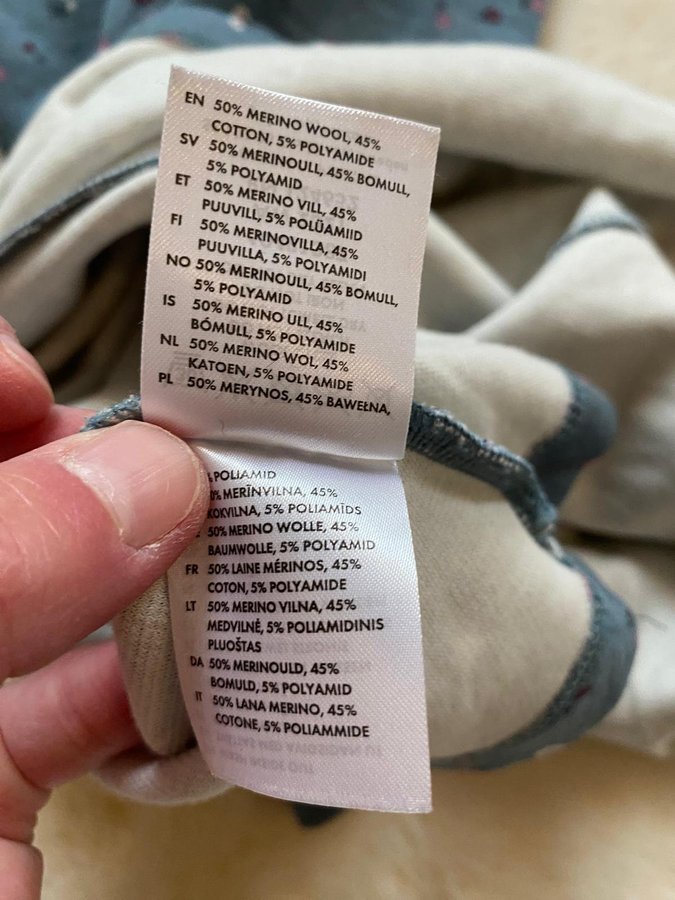 EN 50% MERINO WOOL, 45%
COTTON, 5% POLYAMIDE
SV 50% MERINOULL, 45% BOMULL,
5% POLYAMID
ET 50% MERINO VILL, 45%
PUUVILL, 5% POLÜAMIID
FI 50% MERINOVILLA, 45%
PUUVILLA, 5% POLYAMIDI
NO 50% MERINOULL, 45% BOMULL,
5% POLYAMID
IS 50% MERINO ULL, 45%
BÓMULL, 5% POLYAMIDE
NL 50% MERINO WOL, 45%
KATOEN, 5% POLYAMIDE
PL 50% MERYNOS, 45% BAWEŁNA,
% POLIAMID
0% MERĪNVILNA, 45%
KOKVILNA, 5% POLIAMĪDS
50% MERINO WOLLE, 45%
BAUMWOLLE, 5% POLYAMID
FR 50% LAINE MÉRINOS, 45%
COTON, 5% POLYAMIDE
LT 50% MERINO VILNA, 45%
MEDVILNĖ, 5% POLIAMIDINIS
PLUOŠTAS
DA 50% MERINOULD, 45%
BOMULD, 5% POLYAMID
IT 50% LANA MERINO, 45%
COTONE, 5% POLIAMMIDE